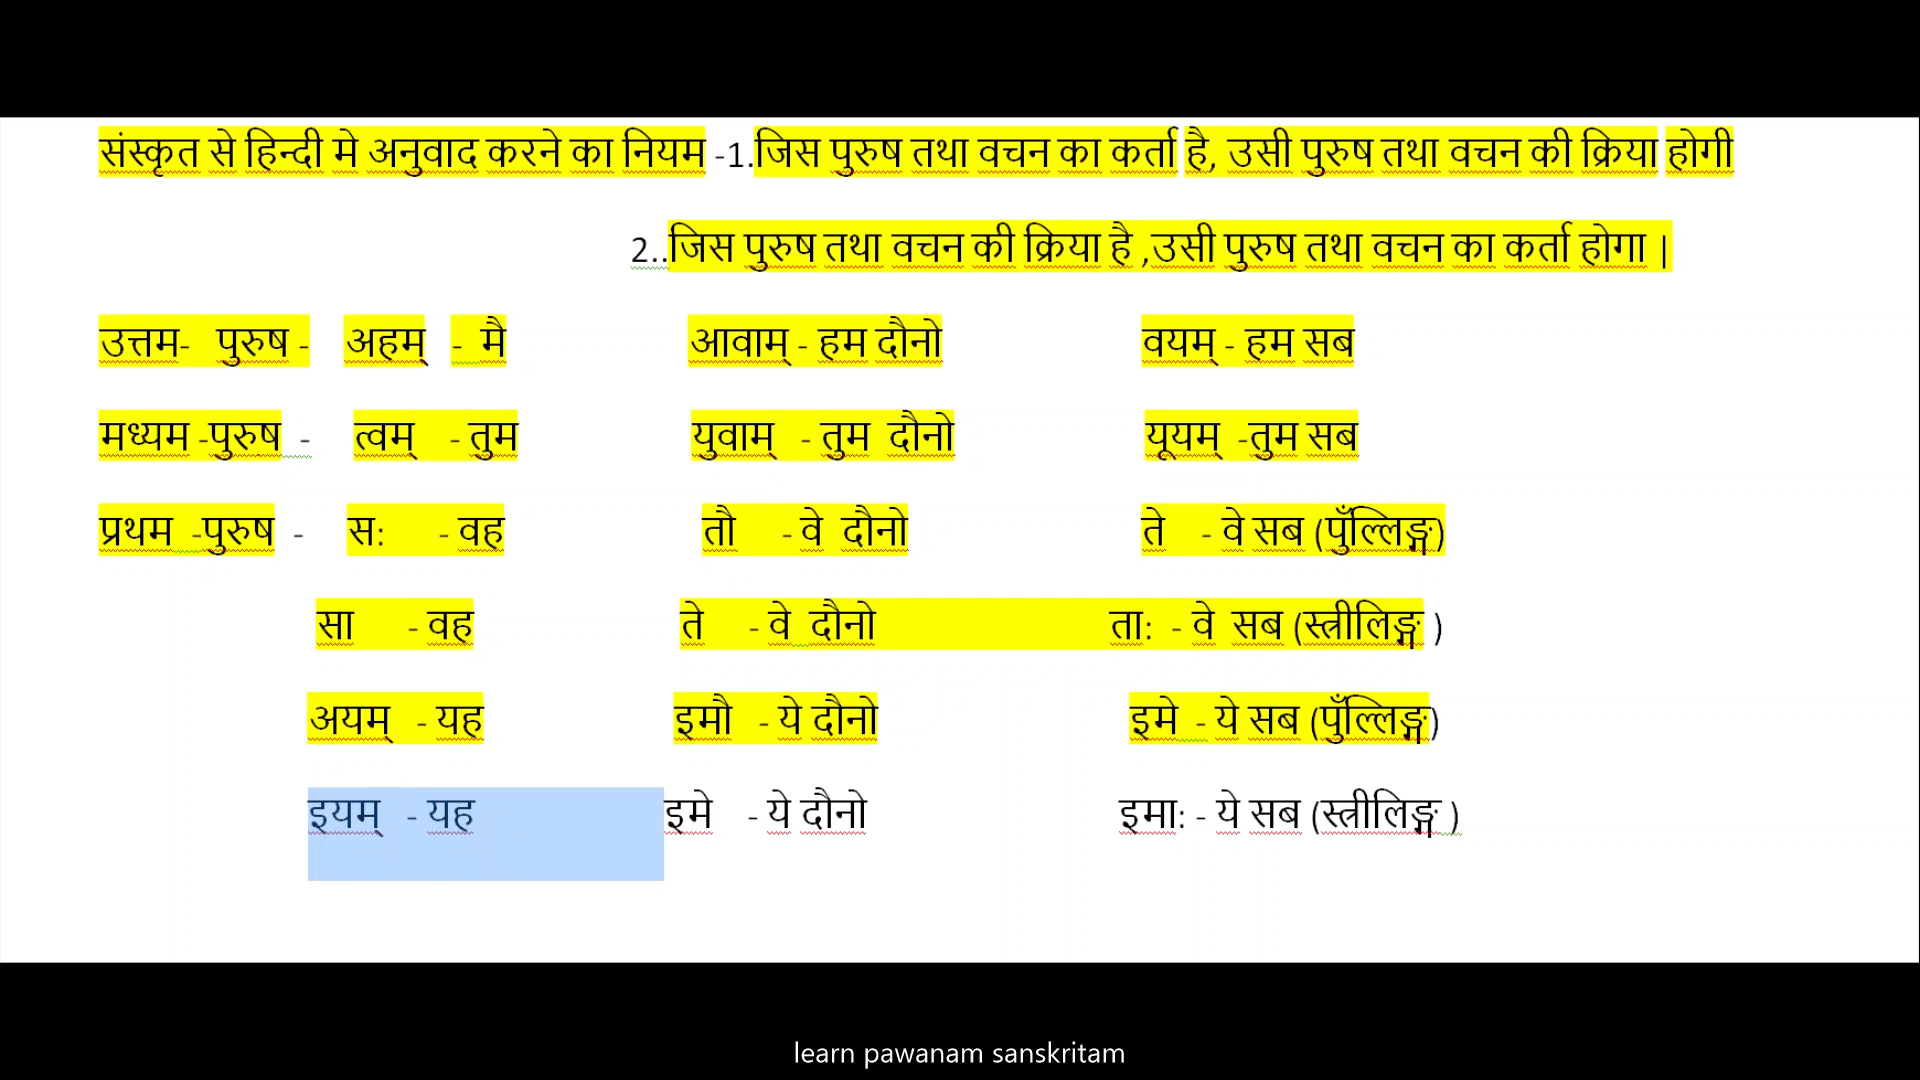 संस्कृत से हिन्दी मे अनुवाद करने का नियम -1.जिस पुरुष तथा वचन का कर्ता है, उसी पुरुष तथा वचन की क्रिया होगी
2..जिस पुरुष तथा वचन की क्रिया है ,उसी पुरुष तथा वचन का कर्ता होगा |
उत्तम- पुरुष - अहम् - मै आवाम् - हम दौनो वयम् - हम सब
मध्यम -पुरुष - त्वम् - तुम युवाम् - तुम दौनो यूयम् -तुम सब
प्रथम -पुरुष - स: - वह तौ - वे दौनो ते - वे सब (पुँल्लिङ्ग)
सा - वह ते - वे दौनो ता: - वे सब (स्त्रीलिङ्ग )
अयम् - यह इमौ - ये दौनो इमे - ये सब (पुँल्लिङ्ग)
इयम् - यह इमे - ये दौनो इमा: - ये सब (स्त्रीलिङ्ग )
learn pawanam sanskritam